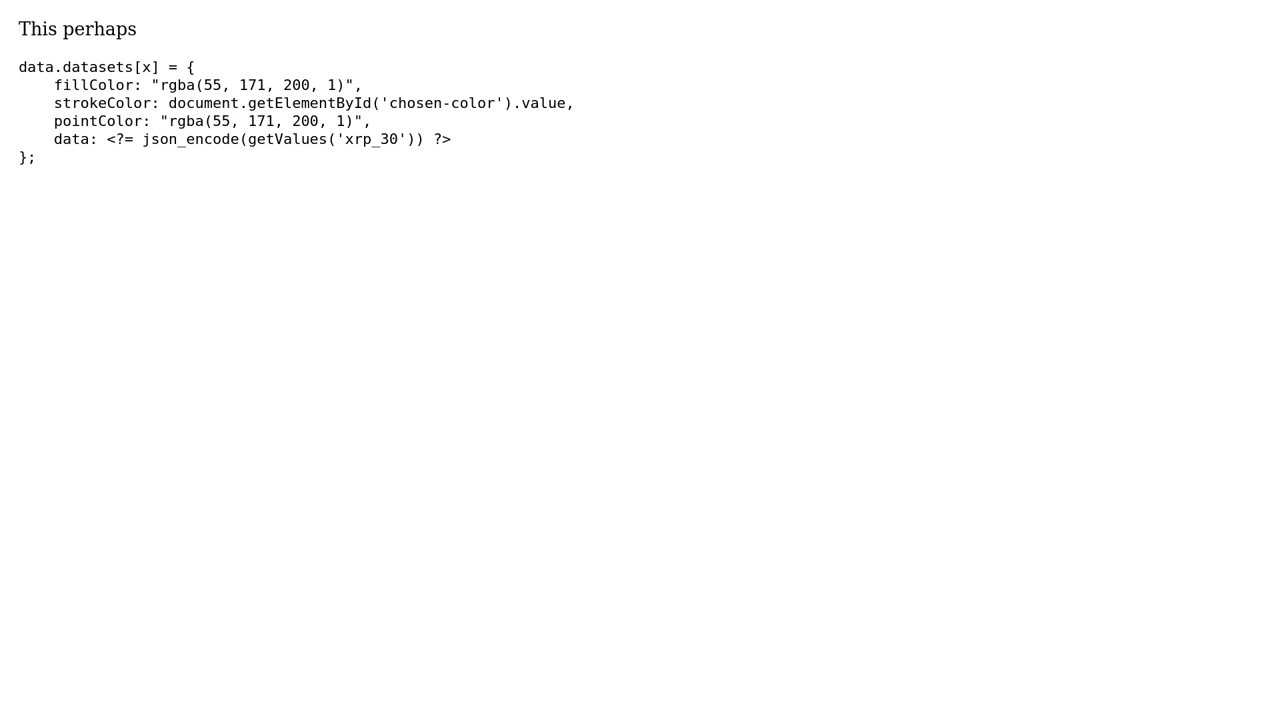 This perhaps
data.datasets[x] = {
    fillColor: "rgba(55, 171, 200, 1)",
    strokeColor: document.getElementById('chosen-color').value,
    pointColor: "rgba(55, 171, 200, 1)",
    data: <?= json_encode(getValues('xrp_30')) ?>
};